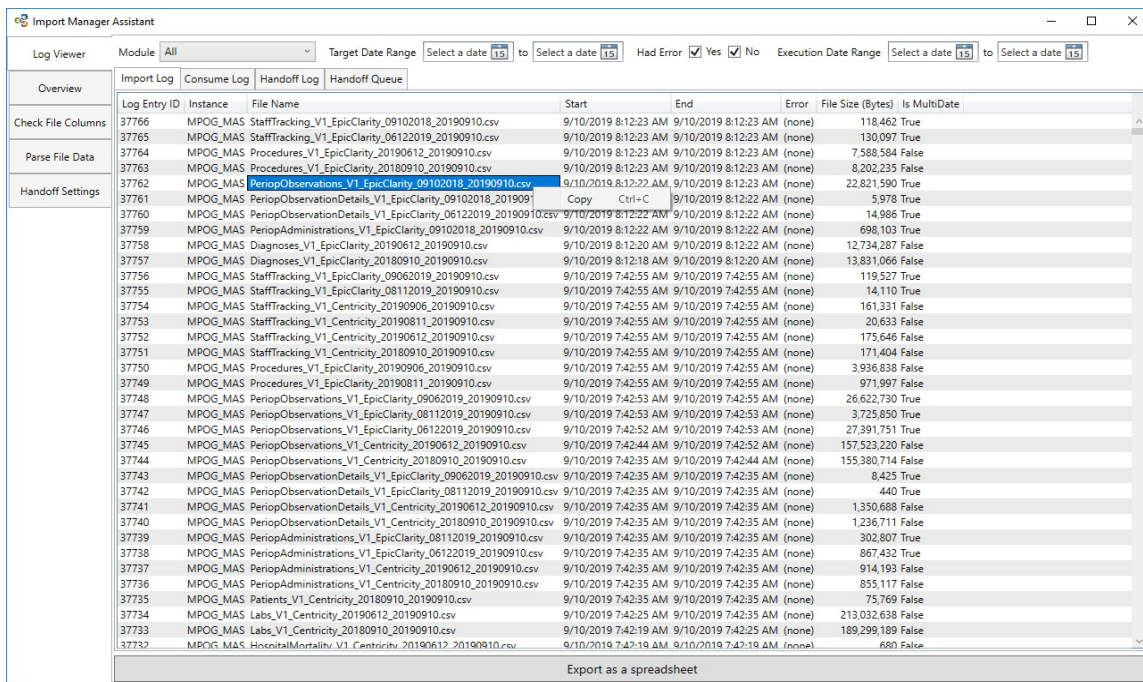 Import Manager Assistant
Log Viewer
Overview
Check File Columns
Parse File Data
Handoff Settings
Module All Target Date Range Select a date 15 to Select a date 15 Had Error Yes No Execution Date Range Select a date 15 to Select a date 15
Import Log Consume Log Handoff Log Handoff Queue
Log Entry ID Instance File Name Start End Error File Size (Bytes) Is MultiDate
37766 MPOG_MAS StaffTracking_V1_EpicClarity_09102018_20190910.csv 9/10/2019 8:12:23 AM 9/10/2019 8:12:23 AM (none) 118,462 True
37765 MPOG_MAS StaffTracking_V1_EpicClarity_06122019_20190910.csv 9/10/2019 8:12:23 AM 9/10/2019 8:12:23 AM (none) 130,097 True
37764 MPOG_MAS Procedures_V1_EpicClarity_20190612_20190910.csv 9/10/2019 8:12:23 AM 9/10/2019 8:12:23 AM (none) 7,588,584 False
37763 MPOG_MAS Procedures_V1_EpicClarity_20180910_20190910.csv 9/10/2019 8:12:23 AM 9/10/2019 8:12:23 AM (none) 8,202,235 False
37762 MPOG_MAS PeriopObservations_V1_EpicClarity_09102018_20190910.csv 9/10/2019 8:12:22 AM 9/10/2019 8:12:23 AM (none) 22,821,590 True
37761 MPOG_MAS PeriopObservationDetails_V1_EpicClarity_09102018_201909 Copy Ctrl+C 9/10/2019 8:12:22 AM (none) 5,978 True
37760 MPOG_MAS PeriopObservationDetails_V1_EpicClarity_06122019_20190910.csv 9/10/2019 8:12:22 AM 9/10/2019 8:12:22 AM (none) 14,986 True
37759 MPOG_MAS PeriopAdministrations_V1_EpicClarity_09102018_20190910.csv 9/10/2019 8:12:22 AM 9/10/2019 8:12:22 AM (none) 698,103 True
37758 MPOG_MAS Diagnoses_V1_EpicClarity_20190612_20190910.csv 9/10/2019 8:12:20 AM 9/10/2019 8:12:22 AM (none) 12,734,287 False
37757 MPOG_MAS Diagnoses_V1_EpicClarity_20180910_20190910.csv 9/10/2019 8:12:18 AM 9/10/2019 8:12:20 AM (none) 13,831,066 False
37756 MPOG_MAS StaffTracking_V1_EpicClarity_09062019_20190910.csv 9/10/2019 7:42:55 AM 9/10/2019 7:42:55 AM (none) 119,527 True
37755 MPOG_MAS StaffTracking_V1_EpicClarity_08112019_20190910.csv 9/10/2019 7:42:55 AM 9/10/2019 7:42:55 AM (none) 14,110 True
37754 MPOG_MAS StaffTracking_V1_Centricity_20190906_20190910.csv 9/10/2019 7:42:55 AM 9/10/2019 7:42:55 AM (none) 161,331 False
37753 MPOG_MAS StaffTracking_V1_Centricity_20190811_20190910.csv 9/10/2019 7:42:55 AM 9/10/2019 7:42:55 AM (none) 20,633 False
37752 MPOG_MAS StaffTracking_V1_Centricity_20190612_20190910.csv 9/10/2019 7:42:55 AM 9/10/2019 7:42:55 AM (none) 175,646 False
37751 MPOG_MAS StaffTracking_V1_Centricity_20180910_20190910.csv 9/10/2019 7:42:55 AM 9/10/2019 7:42:55 AM (none) 171,404 False
37750 MPOG_MAS Procedures_V1_EpicClarity_20190906_20190910.csv 9/10/2019 7:42:55 AM 9/10/2019 7:42:55 AM (none) 3,936,838 False
37749 MPOG_MAS Procedures_V1_EpicClarity_20190811_20190910.csv 9/10/2019 7:42:55 AM 9/10/2019 7:42:55 AM (none) 971,997 False
37748 MPOG_MAS PeriopObservations_V1_EpicClarity_09062019_20190910.csv 9/10/2019 7:42:53 AM 9/10/2019 7:42:55 AM (none) 26,622,730 True
37747 MPOG_MAS PeriopObservations_V1_EpicClarity_08112019_20190910.csv 9/10/2019 7:42:53 AM 9/10/2019 7:42:53 AM (none) 3,725,850 True
37746 MPOG_MAS PeriopObservations_V1_EpicClarity_06122019_20190910.csv 9/10/2019 7:42:52 AM 9/10/2019 7:42:52 AM (none) 27,391,751 True
37745 MPOG_MAS PeriopObservations_V1_Centricity_20190612_20190910.csv 9/10/2019 7:42:44 AM 9/10/2019 7:42:52 AM (none) 157,523,220 False
37744 MPOG_MAS PeriopObservations_V1_Centricity_20180910_20190910.csv 9/10/2019 7:42:35 AM 9/10/2019 7:42:44 AM (none) 155,380,714 False
37743 MPOG_MAS PeriopObservationDetails_V1_EpicClarity_09062019_20190910.csv 9/10/2019 7:42:35 AM 9/10/2019 7:42:35 AM (none) 8,425 True
37742 MPOG_MAS PeriopObservationDetails_V1_EpicClarity_08112019_20190910.csv 9/10/2019 7:42:35 AM 9/10/2019 7:42:35 AM (none) 440 True
37741 MPOG_MAS PeriopObservationDetails_V1_Centricity_20190612_20190910.csv 9/10/2019 7:42:35 AM 9/10/2019 7:42:35 AM (none) 1,350,688 False
37740 MPOG_MAS PeriopObservationDetails_V1_Centricity_20180910_20190910.csv 9/10/2019 7:42:35 AM 9/10/2019 7:42:35 AM (none) 1,236,711 False
37739 MPOG_MAS PeriopAdministrations_V1_EpicClarity_08112019_20190910.csv 9/10/2019 7:42:35 AM 9/10/2019 7:42:35 AM (none) 302,807 True
37738 MPOG_MAS PeriopAdministrations_V1_EpicClarity_06122019_20190910.csv 9/10/2019 7:42:35 AM 9/10/2019 7:42:35 AM (none) 867,432 True
37737 MPOG_MAS PeriopAdministrations_V1_Centricity_20190612_20190910.csv 9/10/2019 7:42:35 AM 9/10/2019 7:42:35 AM (none) 914,193 False
37736 MPOG_MAS PeriopAdministrations_V1_Centricity_20180910_20190910.csv 9/10/2019 7:42:35 AM 9/10/2019 7:42:35 AM (none) 855,117 False
37735 MPOG_MAS Patients_V1_Centricity_20180910_20190910.csv 9/10/2019 7:42:35 AM 9/10/2019 7:42:35 AM (none) 75,769 False
37734 MPOG_MAS Labs_V1_Centricity_20190612_20190910.csv 9/10/2019 7:42:25 AM 9/10/2019 7:42:35 AM (none) 213,032,638 False
37733 MPOG_MAS Labs_V1_Centricity_20180910_20190910.csv 9/10/2019 7:42:19 AM 9/10/2019 7:42:25 AM (none) 189,299,189 False
37732 MPOG_MAS HospitalMortality_V1_Centricity_20190612_20190910.csv 9/10/2019 7:42:19 AM 9/10/2019 7:42:19 AM (none) 680 False
Export as a spreadsheet